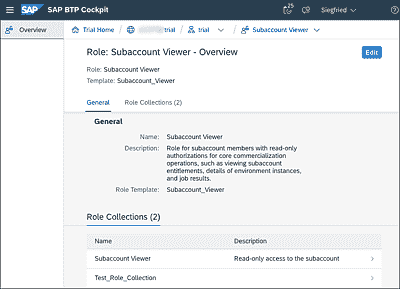 SAP SAP BTP Cockpit 25 Siegfried
Overview
Trial Home / trial / trial / Subaccount Viewer
Role: Subaccount Viewer - Overview
Edit
Role: Subaccount Viewer
Template: Subaccount_Viewer
General Role Collections (2)
General
Name: Subaccount Viewer
Description: Role for subaccount members with read-only
authorizations for core commercialization
operations, such as viewing subaccount
entitlements, details of environment instances,
and job results.
Role Template: Subaccount_Viewer
Role Collections (2)
Name Description
Subaccount Viewer Read-only access to the subaccount
Test_Role_Collection